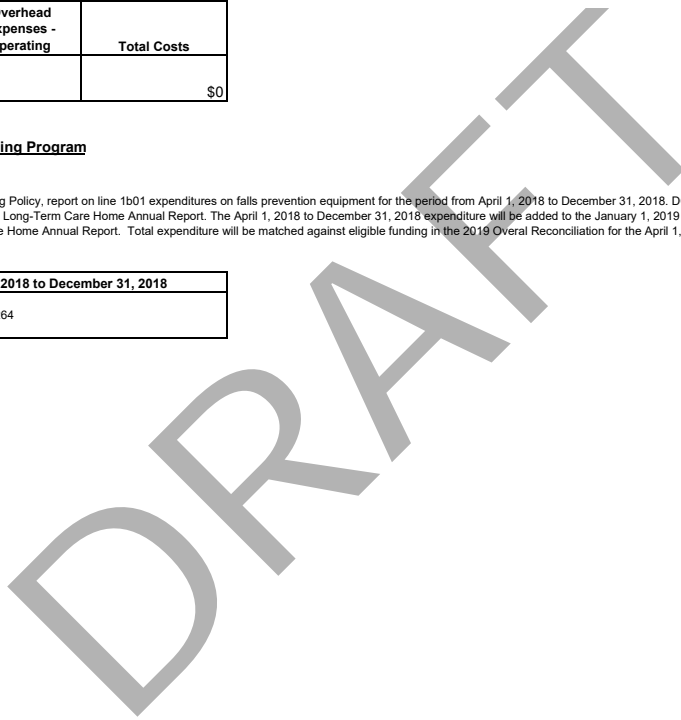 verhead
xpenses -
perating
Total Costs
$0
ing Program
g Policy, report on line 1b01 expenditures on falls prevention equipment for the period from April 1, 2018 to December 31, 2018. D
Long-Term Care Home Annual Report. The April 1, 2018 to December 31, 2018 expenditure will be added to the January 1, 2019
e Home Annual Report. Total expenditure will be matched against eligible funding in the 2019 Overal Reconciliation for the April 1,
2018 to December 31, 2018
64
DRAFT